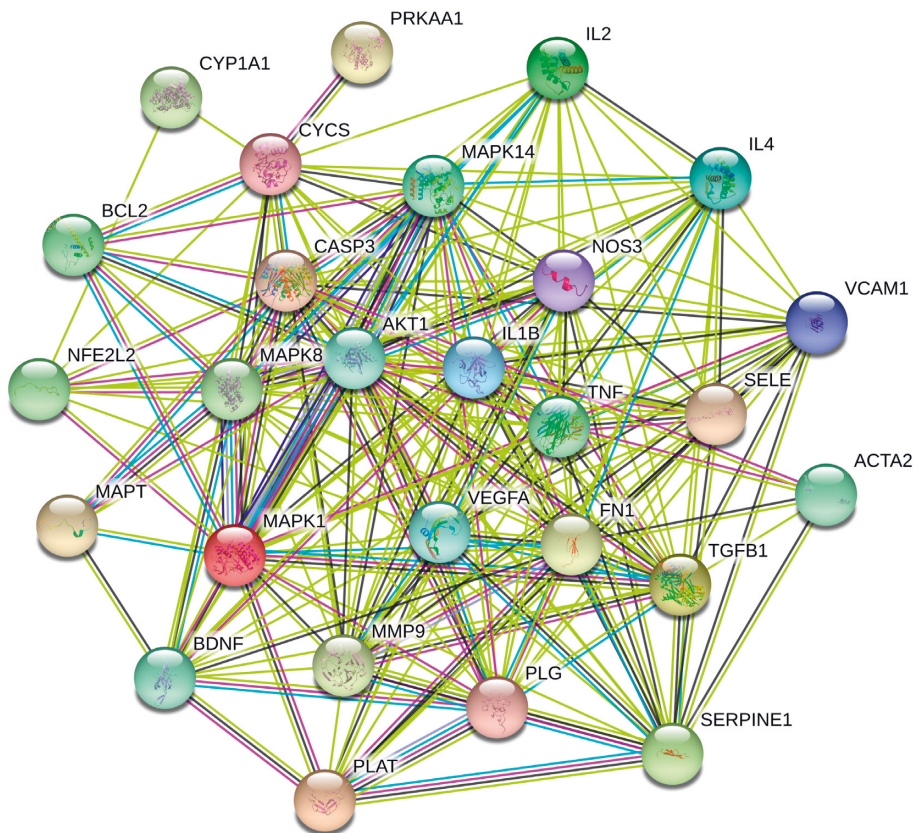 PRKAA1
IL2
CYP1A1
CYCS
MAPK14
IL4
BCL2
CASP3
NOS3
VCAM1
AKT1
IL1B
NFE2L2
MAPK8
SELE
TNF
ACTA2
MAPT
VEGFA
FN1
MAPK1
TGFB1
BDNF
MMP9
PLG
SERPINE1
PLAT